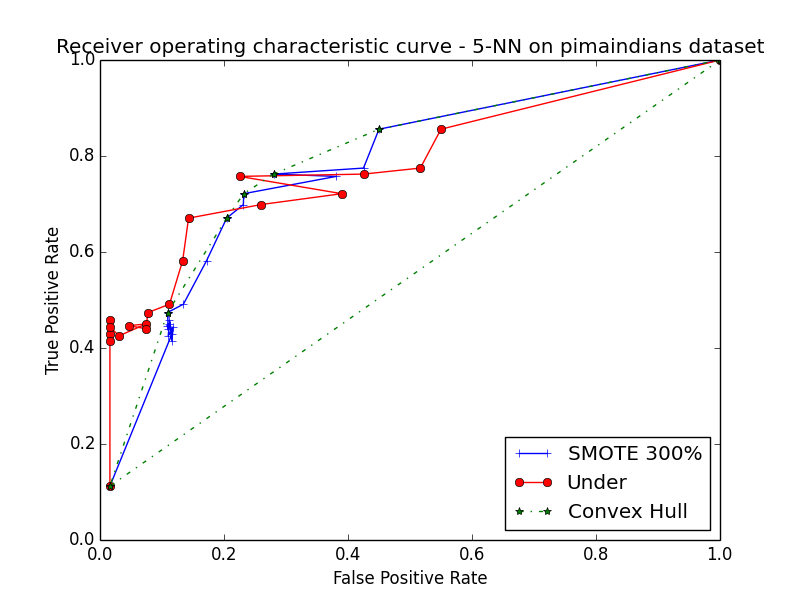 Receiver operating characteristic curve - 5-NN on pimaindians dataset
1.0
0.8
0.6
0.4
0.2
0.0
True Positive Rate
0.0 0.2 0.4 0.6 0.8 1.0
False Positive Rate
SMOTE 300%
Under
Convex Hull